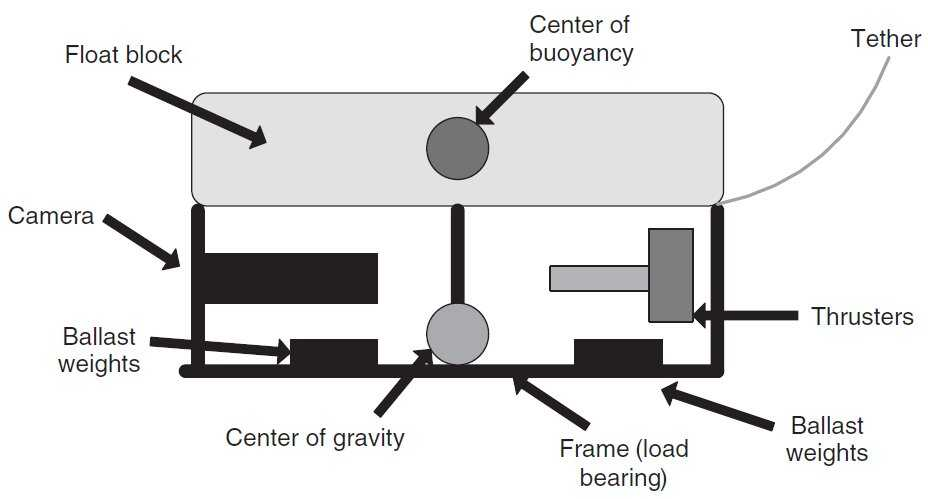 Center of
buoyancy
Tether
Float block
Camera
Thrusters
Ballast
weights
Center of gravity
Frame (load
bearing)
Ballast
weights